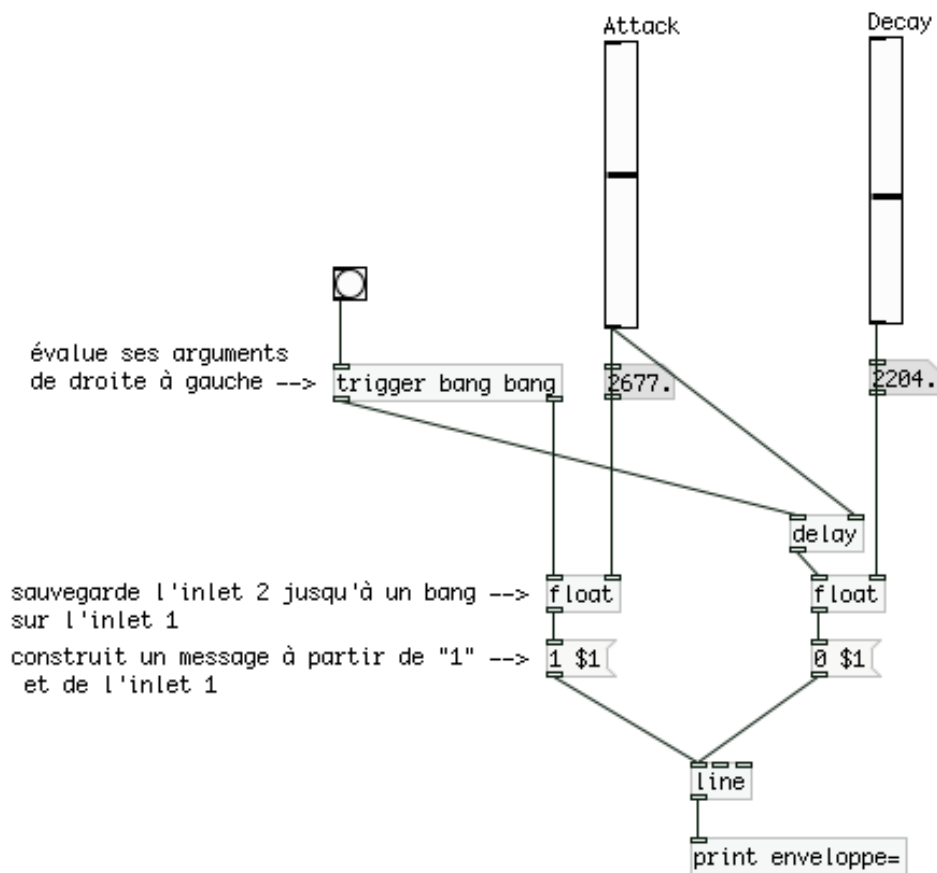 Attack
Decay
évalue ses arguments
de droite à gauche -->
trigger bang bang
2677.
2204.
delay
sauvegarde l'inlet 2 jusqu'à un bang -->
sur l'inlet 1
float
float
construit un message à partir de "1" -->
et de l'inlet 1
1 $1
0 $1
line
print enveloppe=